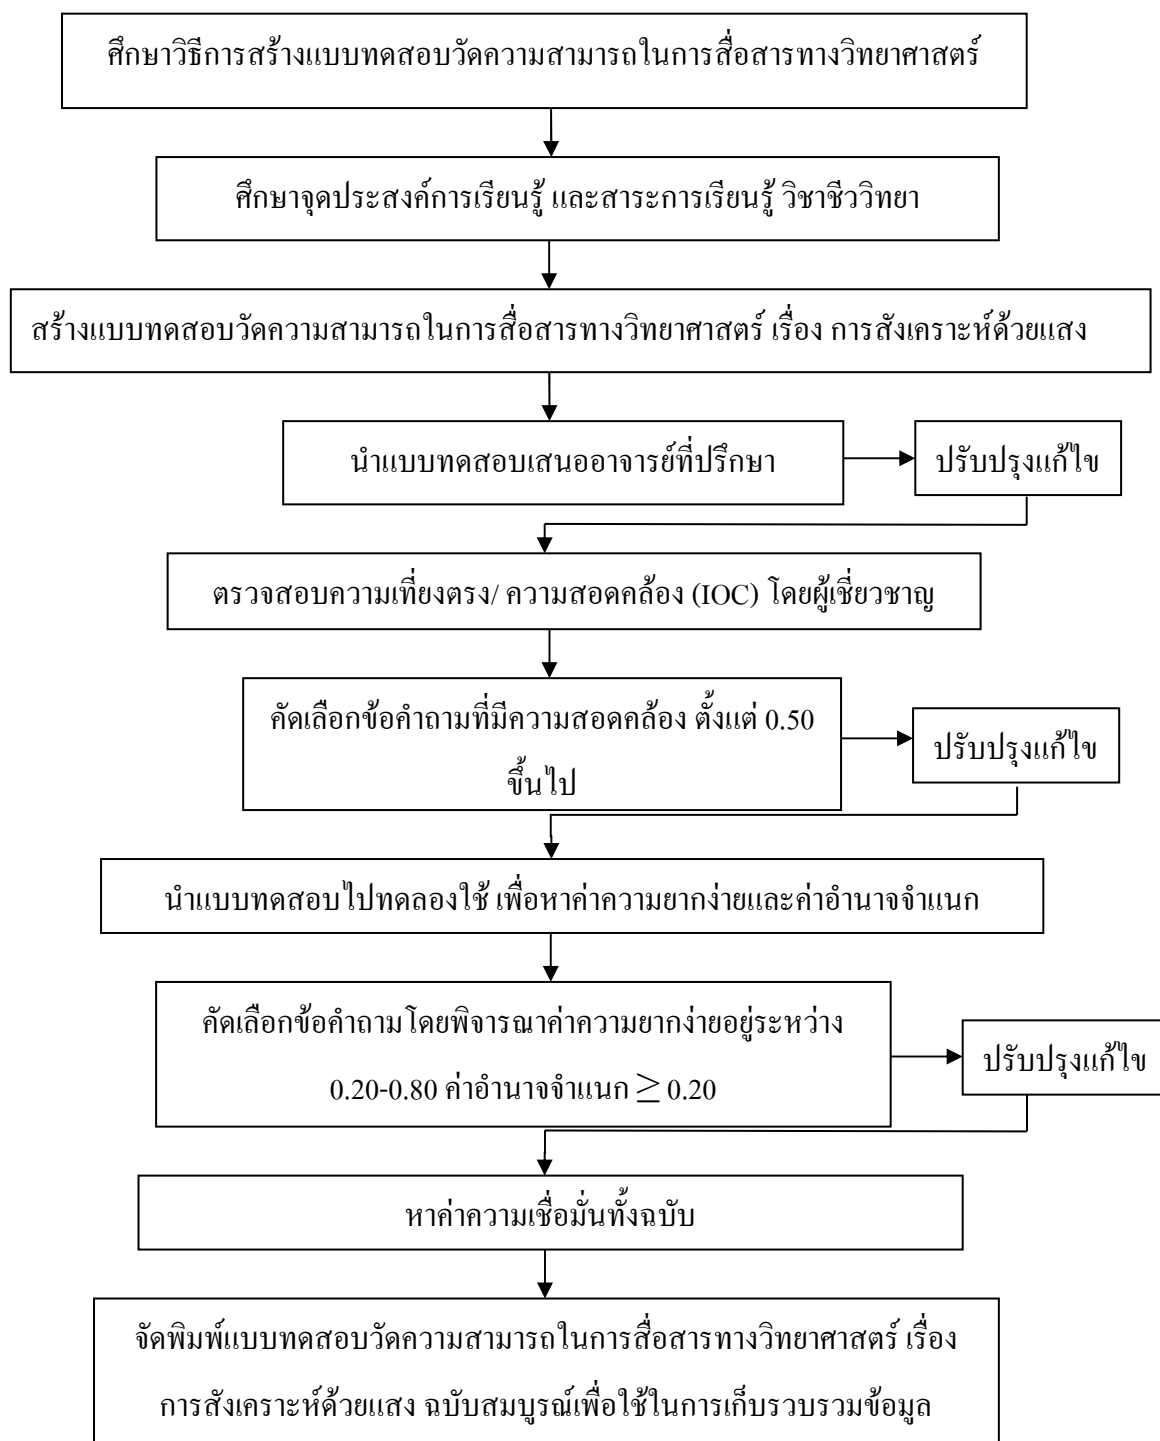 ศึกษาวิธีการสร้างแบบทดสอบวัดความสามารถในการสื่อสารทางวิทยาศาสตร์
ศึกษาจุดประสงค์การเรียนรู้ และสาระการเรียนรู้ วิชาชีววิทยา
สร้างแบบทดสอบวัดความสามารถในการสื่อสารทางวิทยาศาสตร์ เรื่อง การสังเคราะห์ด้วยแสง
นำแบบทดสอบเสนออาจารย์ที่ปรึกษา
ปรับปรุงแก้ไข
ตรวจสอบความเที่ยงตรง/ ความสอดคล้อง (IOC) โดยผู้เชี่ยวชาญ
คัดเลือกข้อคำถามที่มีความสอดคล้อง ตั้งแต่ 0.50
ขึ้นไป
ปรับปรุงแก้ไข
นำแบบทดสอบไปทดลองใช้ เพื่อหาค่าความยากง่ายและค่าอำนาจจำแนก
คัดเลือกข้อคำถามโดยพิจารณาค่าความยากง่ายอยู่ระหว่าง
0.20-0.80 ค่าอำนาจจำแนก ≥ 0.20
ปรับปรุงแก้ไข
หาค่าความเชื่อมั่นทั้งฉบับ
จัดพิมพ์แบบทดสอบวัดความสามารถในการสื่อสารทางวิทยาศาสตร์ เรื่อง
การสังเคราะห์ด้วยแสง ฉบับสมบูรณ์เพื่อใช้ในการเก็บรวบรวมข้อมูล